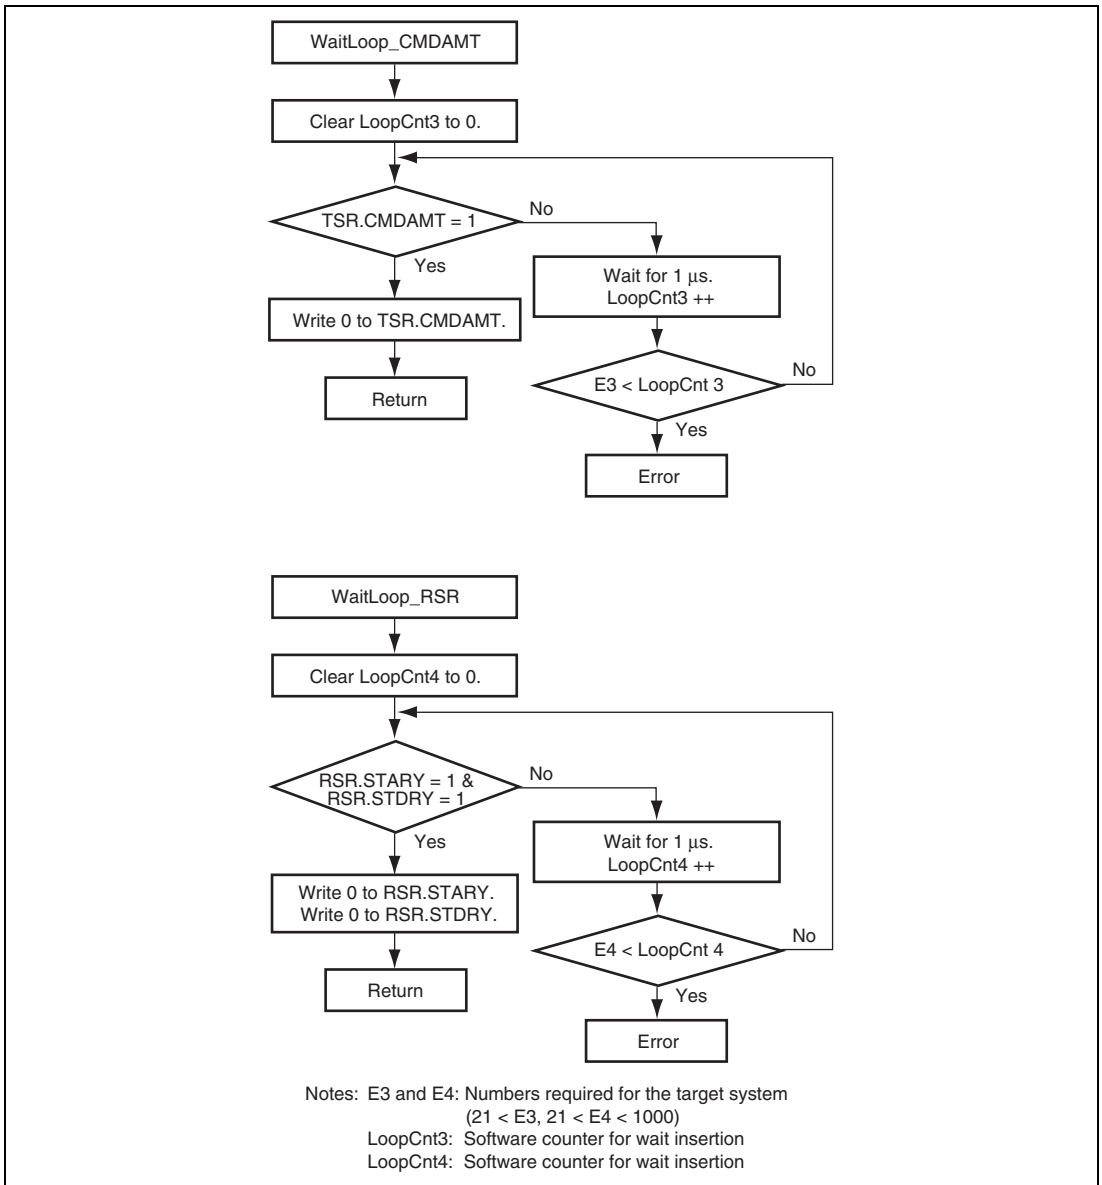 WaitLoop_CMDAMT
Clear LoopCnt3 to 0.
TSR.CMDAMT = 1
No
Yes
Wait for 1 μs.
LoopCnt3 ++
Write 0 to TSR.CMDAMT.
E3 < LoopCnt 3
No
Return
Yes
Error
WaitLoop_RSR
Clear LoopCnt4 to 0.
RSR.STARY = 1 &
RSR.STDRY = 1
No
Yes
Wait for 1 μs.
LoopCnt4 ++
Write 0 to RSR.STARY.
Write 0 to RSR.STDRY.
E4 < LoopCnt 4
No
Return
Yes
Error
Notes: E3 and E4: Numbers required for the target system
(21 < E3, 21 < E4 < 1000)
LoopCnt3: Software counter for wait insertion
LoopCnt4: Software counter for wait insertion